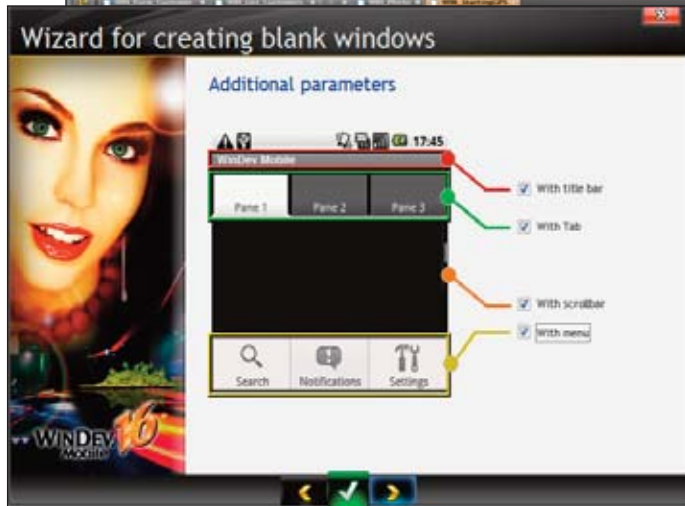 Wizard for creating blank windows
Additional parameters
17:45
WinDev Mobile
With title bar
Pane 1 Pane 2 Pane 3
With Tab
With scrollbar
With menu
Search Notifications Settings
WINDEV 16
Mobile